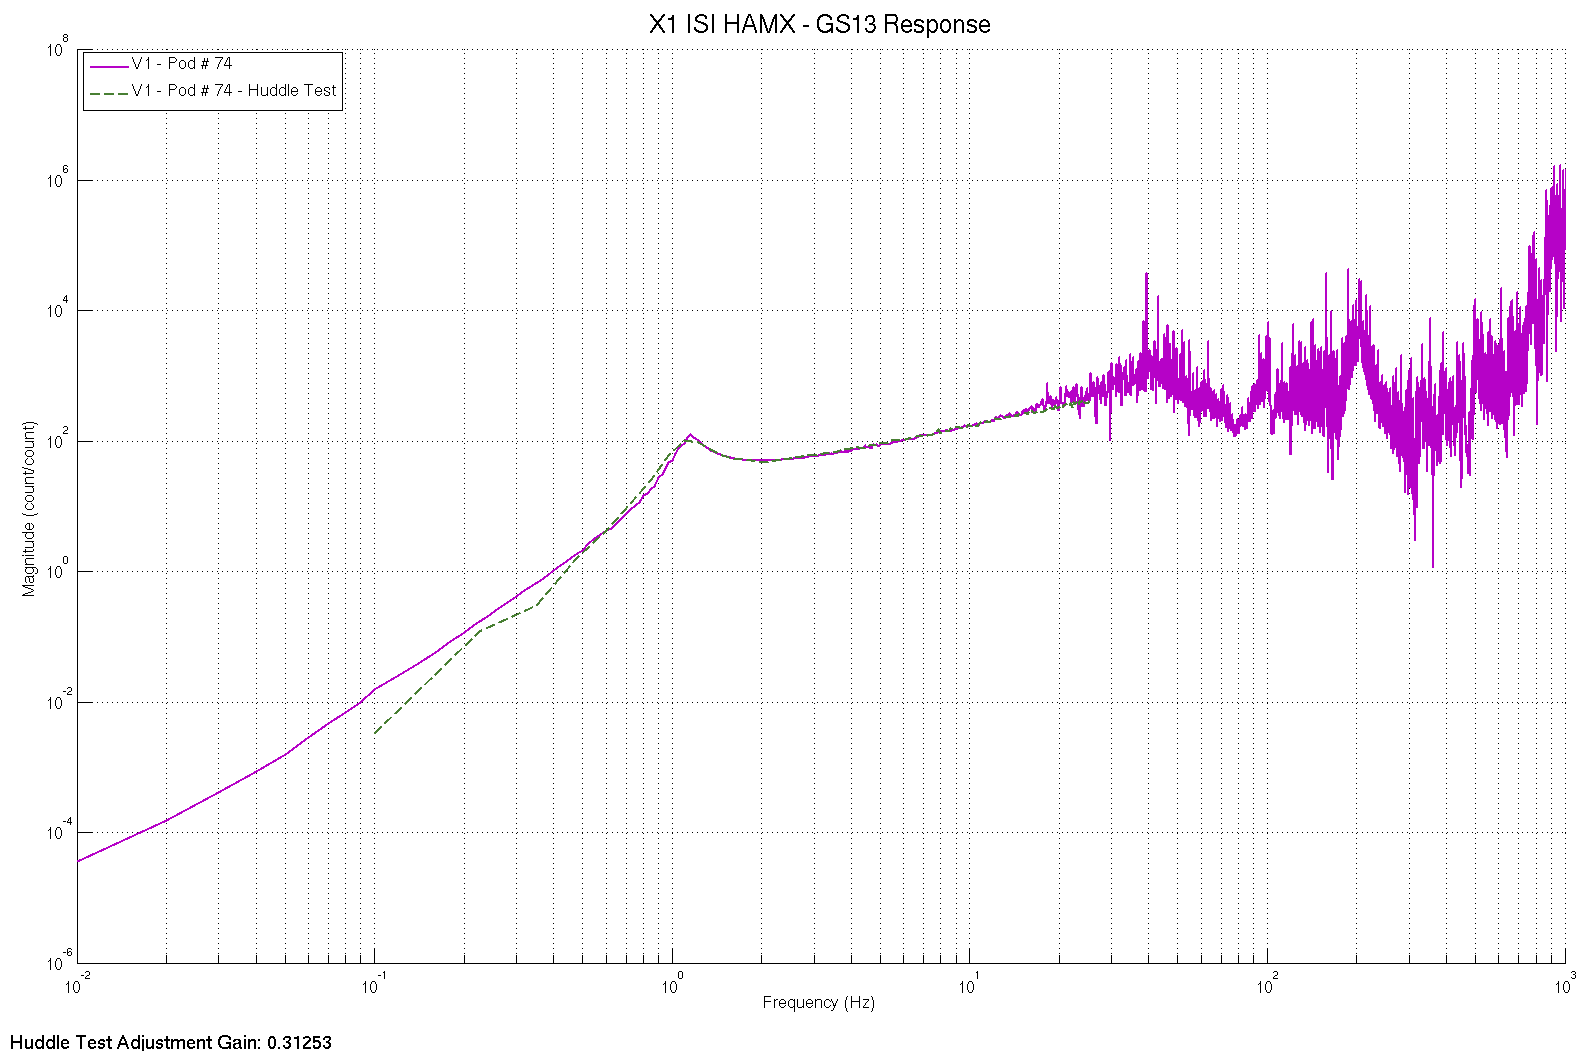 X1 ISI HAMX - GS13 Response
V1 - Pod # 74
V1 - Pod # 74 - Huddle Test
10^8
10^6
10^4
10^2
10^0
10^-2
10^-4
10^-6
Magnitude (count/count)
10^-2 10^-1 10^0 10^1 10^2 10^3
Frequency (Hz)
Huddle Test Adjustment Gain: 0.31253